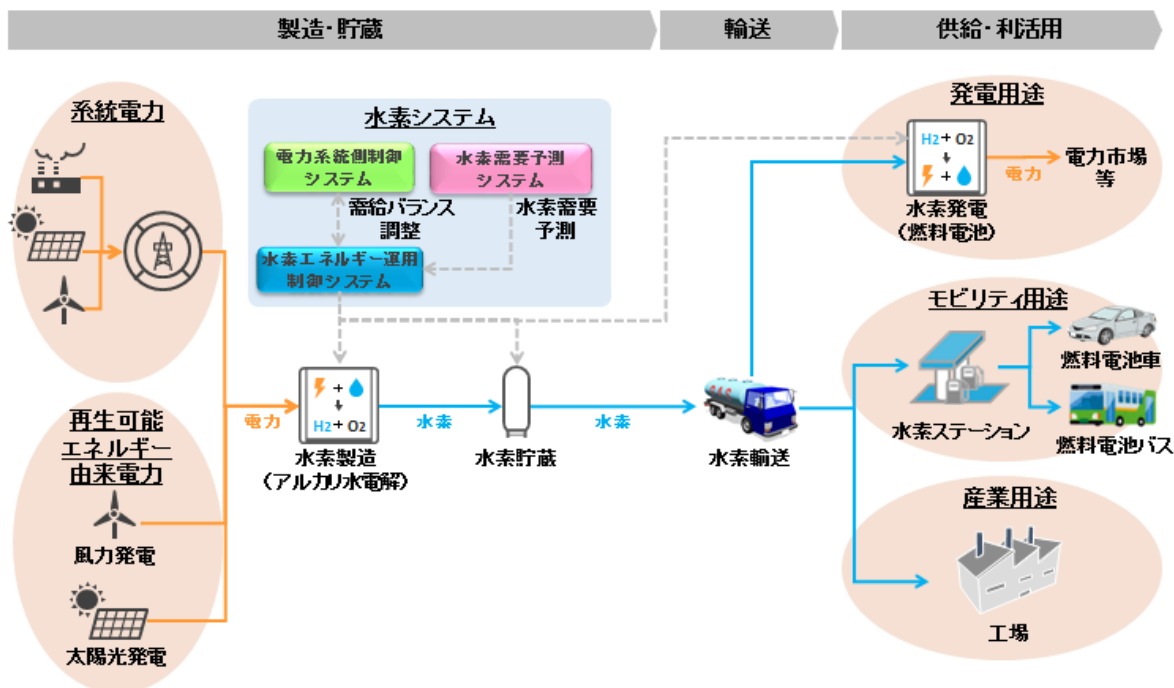 製造・貯蔵
輸送
供給・利活用
系統電力
水素システム
電力系統側制御
システム
水素需要予測
システム
需給バランス
調整
水素需要
予測
水素エネルギー運用
制御システム
再生可能
エネルギー
由来電力
風力発電
太陽光発電
電力
H2+ O2
水素製造
(アルカリ水電解)
水素
水素貯蔵
水素
GAS
水素輸送
発電用途
H2+ O2
水素発電
(燃料電池)
電力
電力市場
等
モビリティ用途
水素ステーション
燃料電池車
燃料電池バス
産業用途
工場